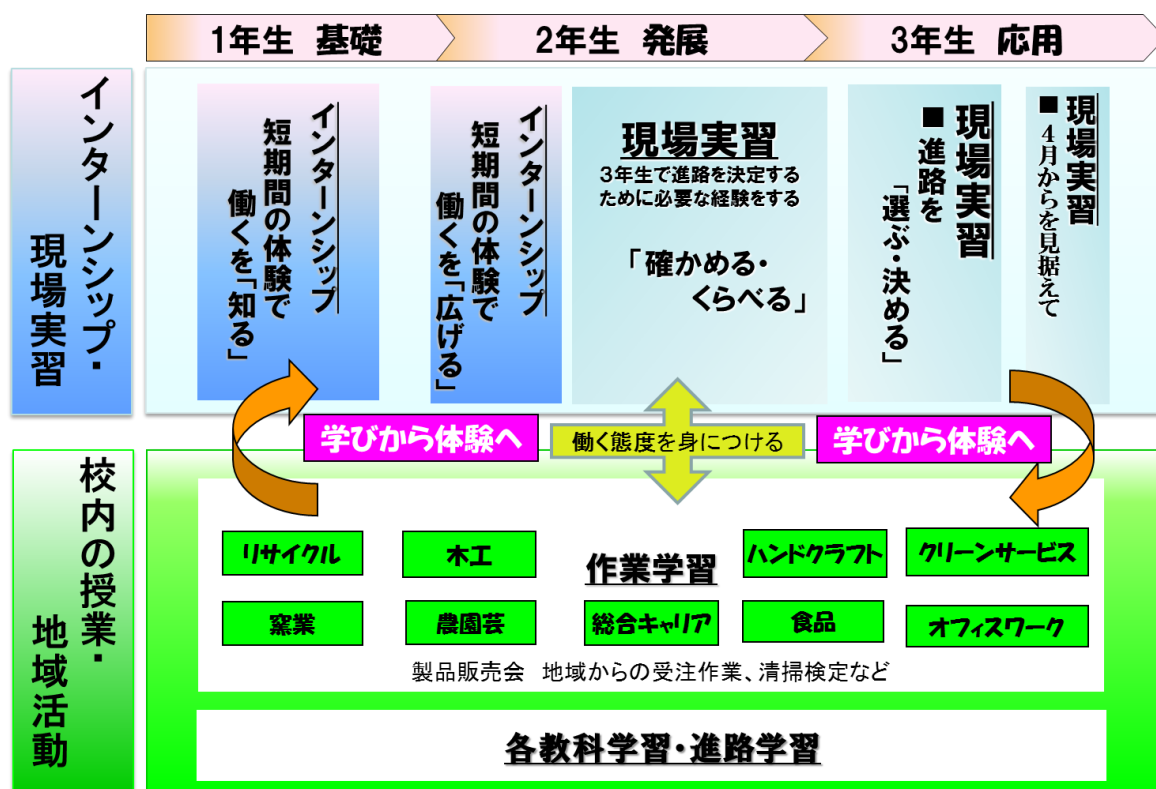 1年生 基礎
2年生 発展
3年生 応用
インターンシップ・
現場実習
インターンシップ
短期間の体験で
働くを「知る」
インターンシップ
短期間の体験で
働くを「広げる」
現場実習
3年生で進路を決定する
ために必要な経験をする
「確かめる・
くらべる」
現場実習
■進路を
「選ぶ・決める」
現場実習
■4月からを見据えて
学びから体験へ
働く態度を身につける
学びから体験へ
校内の授業・
地域活動
リサイクル
木工
作業学習
ハンドクラフト
クリーンサービス
窯業
農園芸
総合キャリア
食品
オフィスワーク
製品販売会 地域からの受注作業、清掃検定など
各教科学習・進路学習